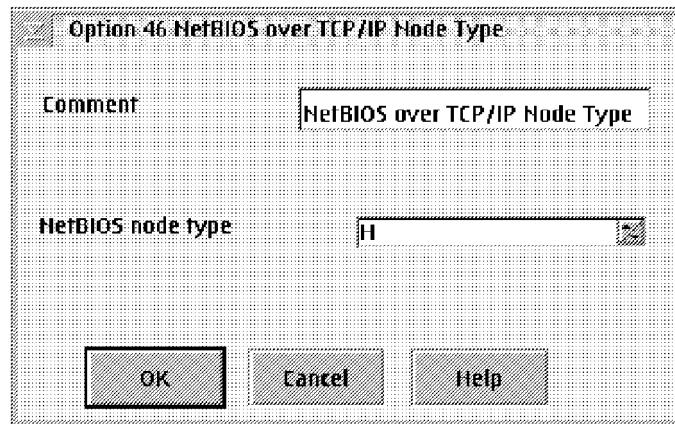 Option 46 NetBIOS over TCP/IP Node Type
Comment
NetBIOS over TCP/IP Node Type
NetBIOS node type
H
OK
Cancel
Help